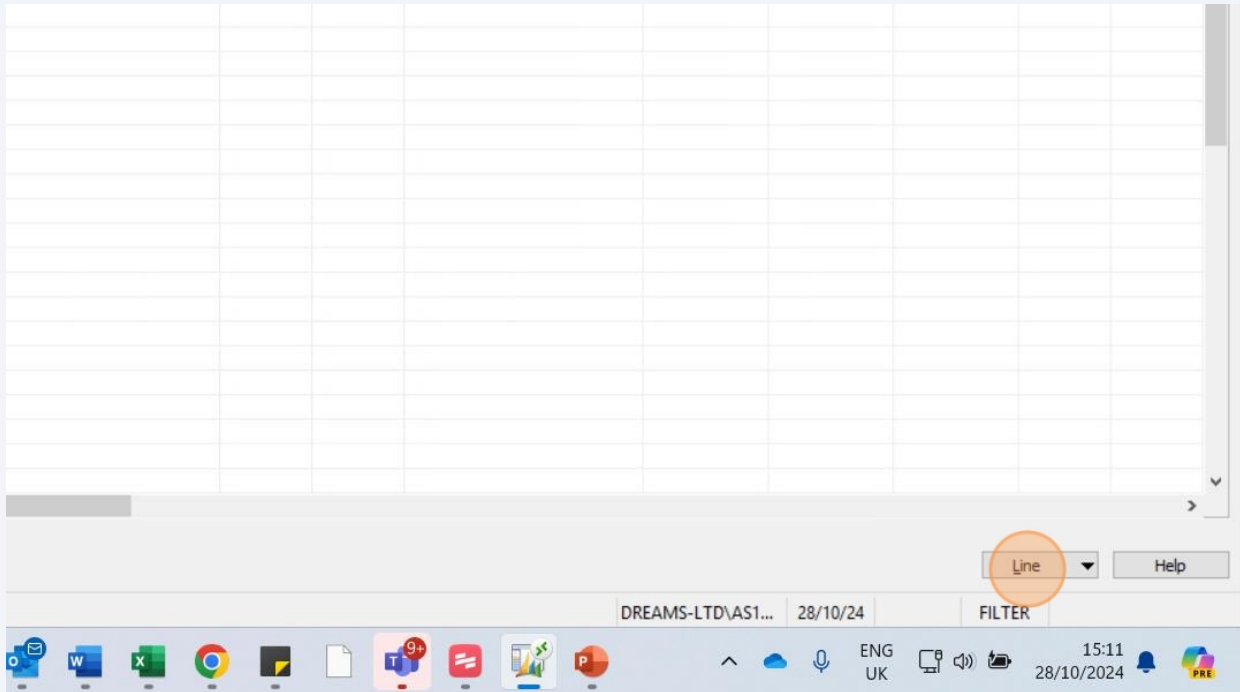 Line
Help
DREAMS-LTD\AS1... 28/10/24 FILTER
9+
ENG
UK
15:11
28/10/2024
O
W
X
T
P
PRE